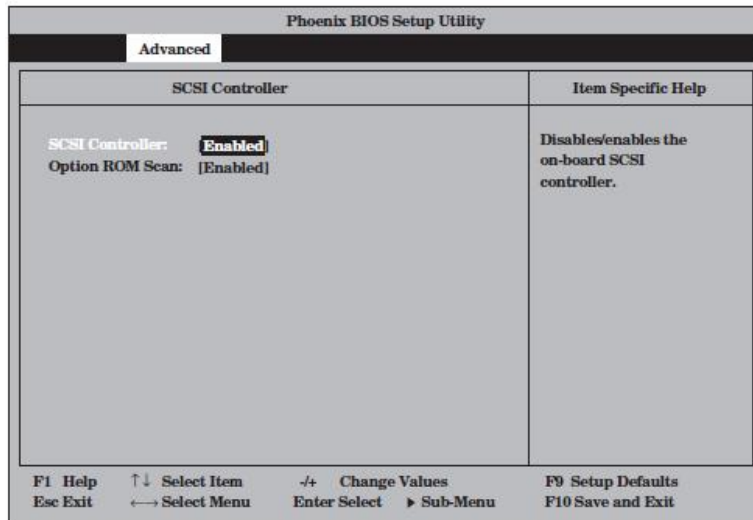 Phoenix BIOS Setup Utility
Advanced
SCSI Controller
Item Specific Help
SCSI Controller: [Enabled]
Option ROM Scan: [Enabled]
Disables/enables the
on-board SCSI
controller.
F1 Help ↑↓ Select Item -/+ Change Values F9 Setup Defaults
Esc Exit ←→ Select Menu Enter Select ▶ Sub-Menu F10 Save and Exit